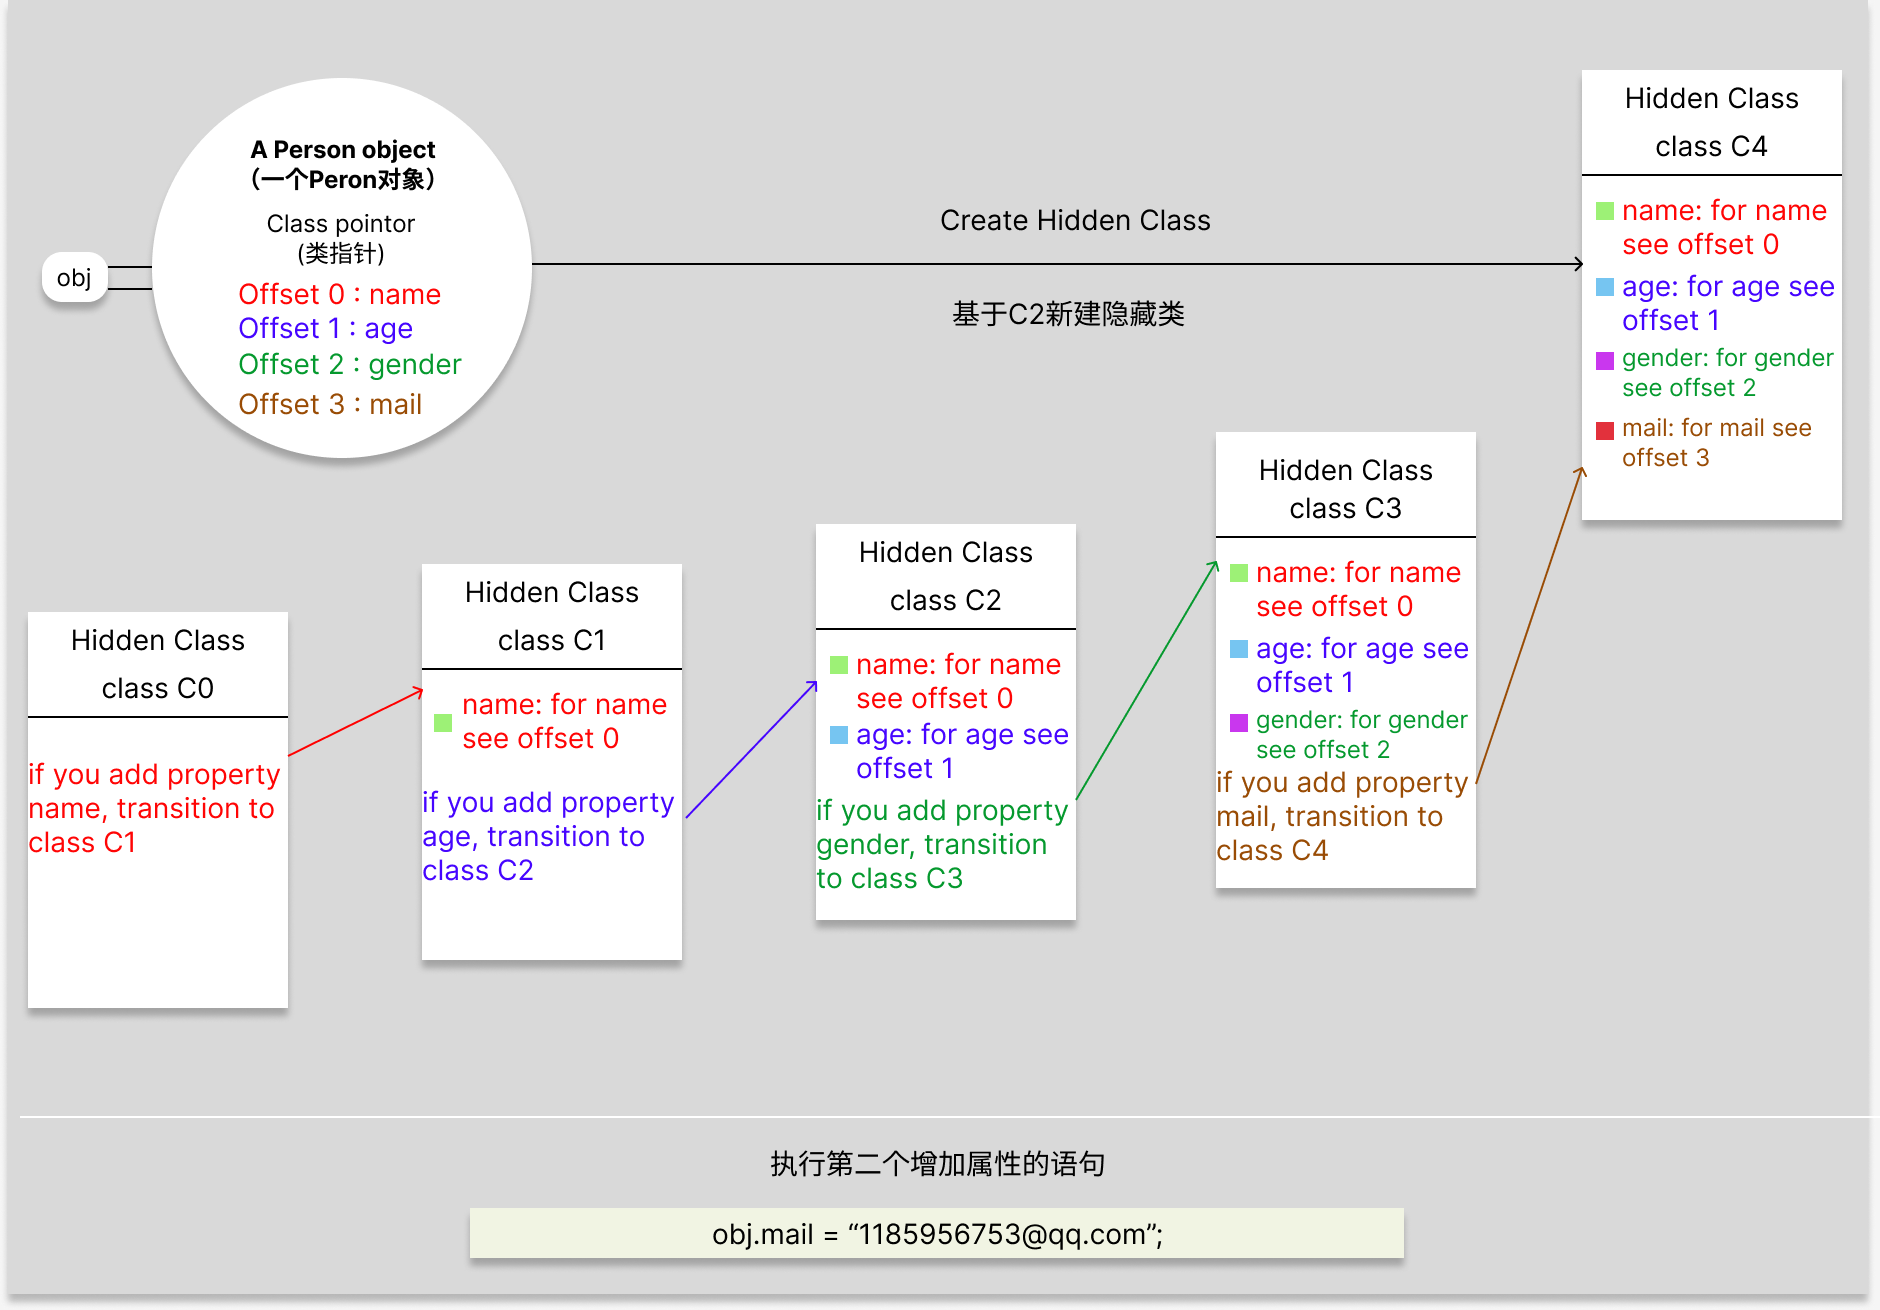 obj
A Person object
（一个Peron对象）
Class pointor
(类指针)
Offset 0 : name
Offset 1 : age
Offset 2 : gender
Offset 3 : mail
Create Hidden Class
基于C2新建隐藏类
Hidden Class
class C4
name: for name
see offset 0
age: for age see
offset 1
gender: for gender
see offset 2
mail: for mail see
offset 3
Hidden Class
class C0
if you add property
name, transition to
class C1
Hidden Class
class C1
name: for name
see offset 0
if you add property
age, transition to
class C2
Hidden Class
class C2
name: for name
see offset 0
age: for age see
offset 1
if you add property
gender, transition
to class C3
Hidden Class
class C3
name: for name
see offset 0
age: for age see
offset 1
gender: for gender
see offset 2
if you add property
mail, transition to
class C4
执行第二个增加属性的语句
obj.mail = “1185956753@qq.com”;